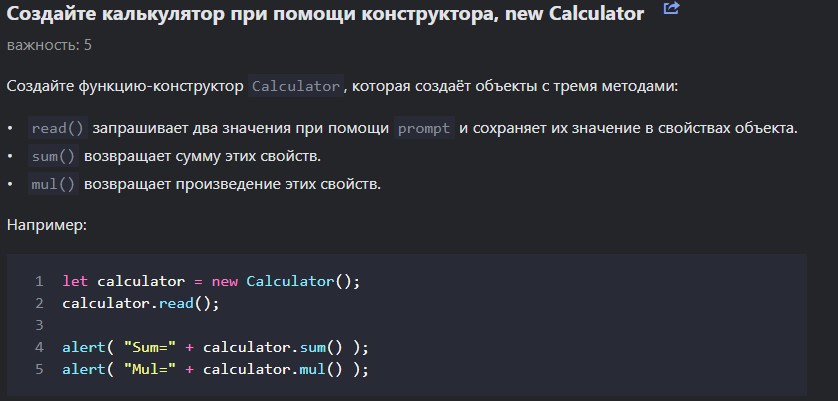 Создайте калькулятор при помощи конструктора, new Calculator
важность: 5
Создайте функцию-конструктор Calculator, которая создаёт объекты с тремя методами:
• read() запрашивает два значения при помощи prompt и сохраняет их значение в свойствах объекта.
• sum() возвращает сумму этих свойств.
• mul() возвращает произведение этих свойств.
Например:
1 let calculator = new Calculator();
2 calculator.read();
3
4 alert( "Sum=" + calculator.sum() );
5 alert( "Mul=" + calculator.mul() );